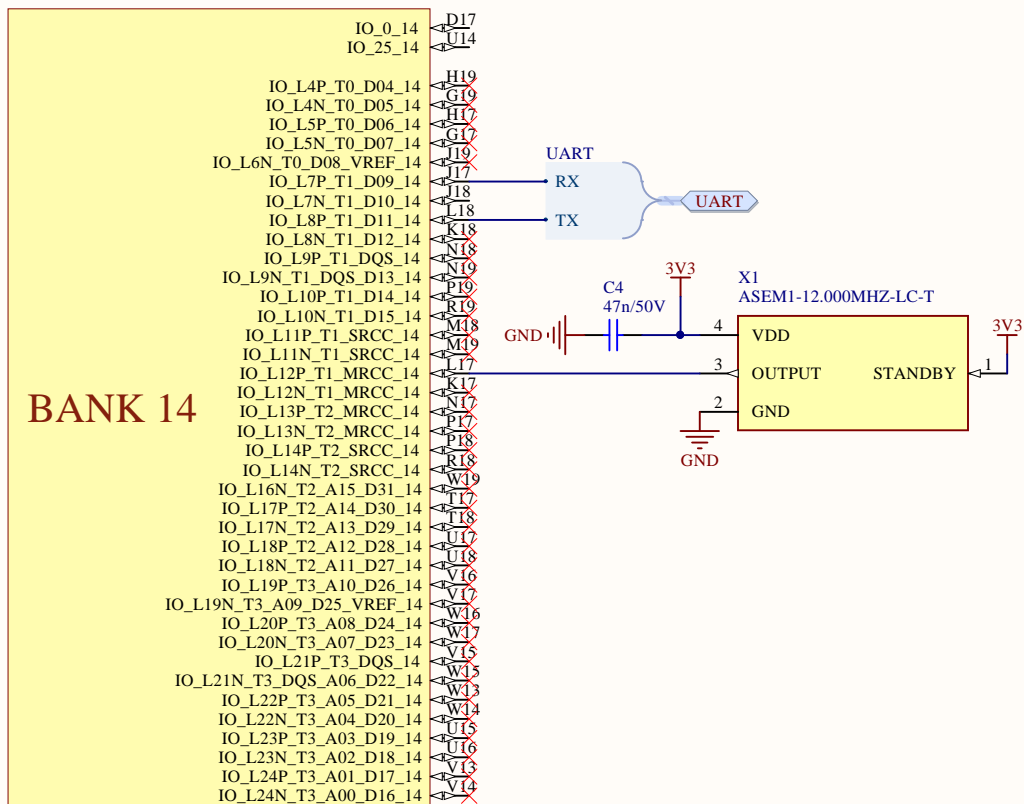 IO_0_14 D17
IO_25_14 U14
IO_L4P_T0_D04_14 H19
IO_L4N_T0_D05_14 G19
IO_L5P_T0_D06_14 H17
IO_L5N_T0_D07_14 G17
IO_L6N_T0_D08_VREF_14 J19
IO_L7P_T1_D09_14 J17
IO_L7N_T1_D10_14 J18
IO_L8P_T1_D11_14 L18
IO_L8N_T1_D12_14 K18
IO_L9P_T1_DQS_14 N18
IO_L9N_T1_DQS_D13_14 N19
IO_L10P_T1_D14_14 P19
IO_L10N_T1_D15_14 R19
IO_L11P_T1_SRCC_14 M18
IO_L11N_T1_SRCC_14 M19
IO_L12P_T1_MRCC_14 L17
IO_L12N_T1_MRCC_14 K17
IO_L13P_T2_MRCC_14 N17
IO_L13N_T2_MRCC_14 P17
IO_L14P_T2_SRCC_14 P18
IO_L14N_T2_SRCC_14 R18
IO_L16N_T2_A15_D31_14 W19
IO_L17P_T2_A14_D30_14 T17
IO_L17N_T2_A13_D29_14 T18
IO_L18P_T2_A12_D28_14 U17
IO_L18N_T2_A11_D27_14 U18
IO_L19P_T3_A10_D26_14 V16
IO_L19N_T3_A09_D25_VREF_14 V17
IO_L20P_T3_A08_D24_14 W16
IO_L20N_T3_A07_D23_14 W17
IO_L21P_T3_DQS_14 V15
IO_L21N_T3_DQS_A06_D22_14 W15
IO_L22P_T3_A05_D21_14 W13
IO_L22N_T3_A04_D20_14 W14
IO_L23P_T3_A03_D19_14 U15
IO_L23N_T3_A02_D18_14 U16
IO_L24P_T3_A01_D17_14 V13
IO_L24N_T3_A00_D16_14 V14
BANK 14
UART
RX
TX
UART
3V3
C4
47n/50V
GND
X1
ASEM1-12.000MHZ-LC-T
4 VDD
3 OUTPUT
2 GND
STANDBY 1
3V3
GND